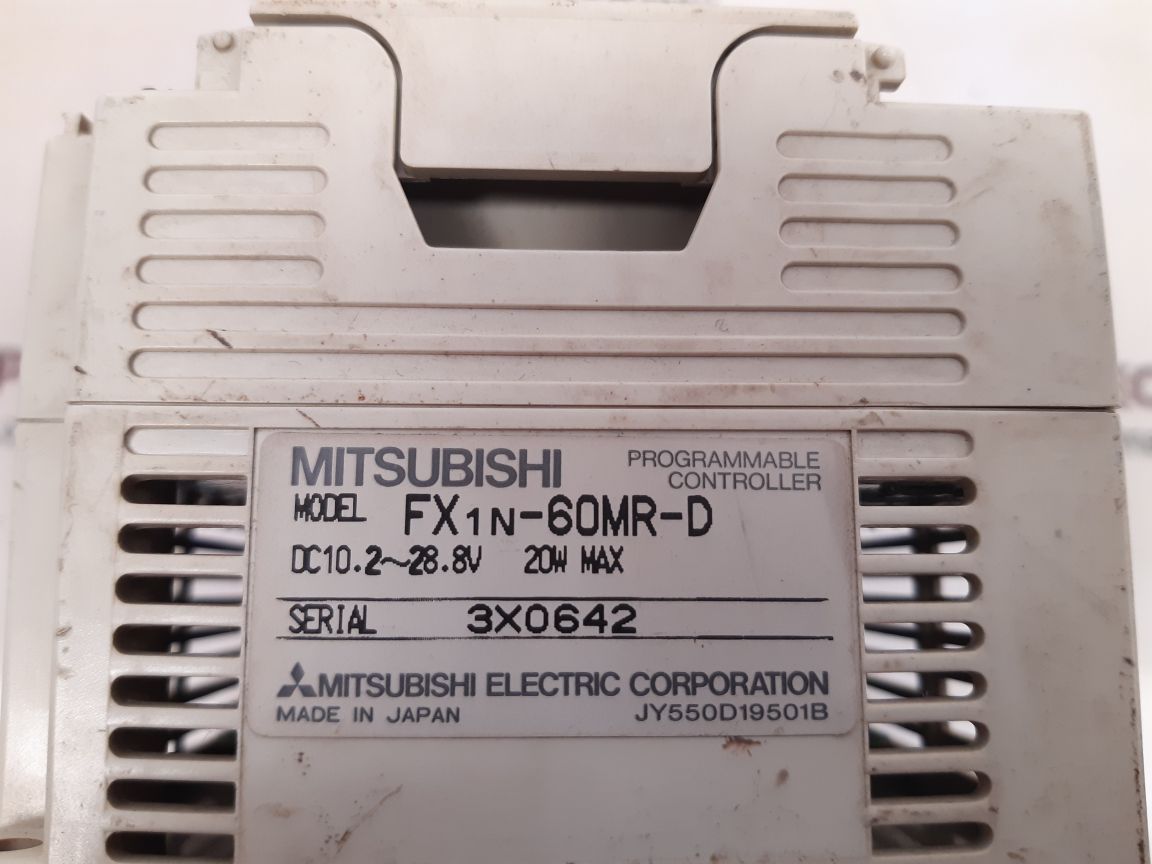 MITSUBISHI
PROGRAMMABLE
CONTROLLER
MODEL FX1N-60MR-D
DC10.2~28.8V 20W MAX
SERIAL 3X0642
MITSUBISHI ELECTRIC CORPORATION
MADE IN JAPAN JY550D19501B